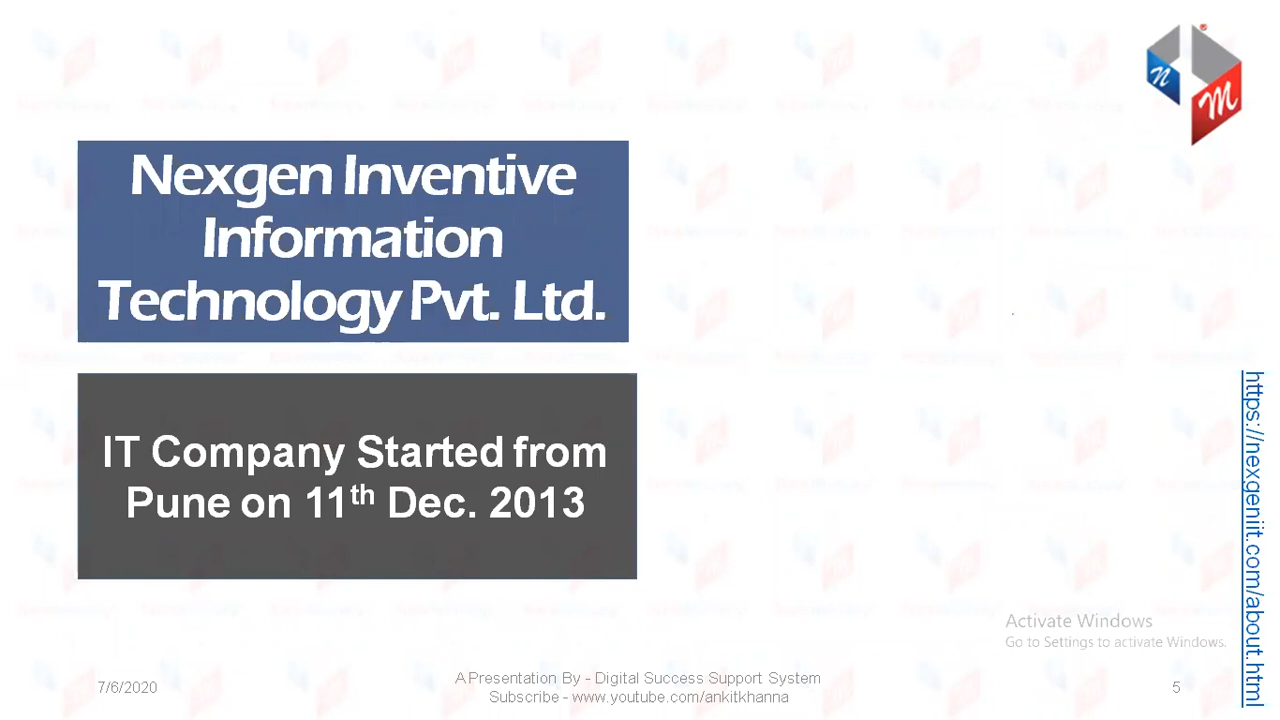 n
m
Nexgen Inventive
Information
Technology Pvt. Ltd.
IT Company Started from
Pune on 11th Dec. 2013
https://nexgeniit.com/about.html
Activate Windows
Go to Settings to activate Windows.
7/6/2020
A Presentation By - Digital Success Support System
Subscribe - www.youtube.com/ankitkhanna
5